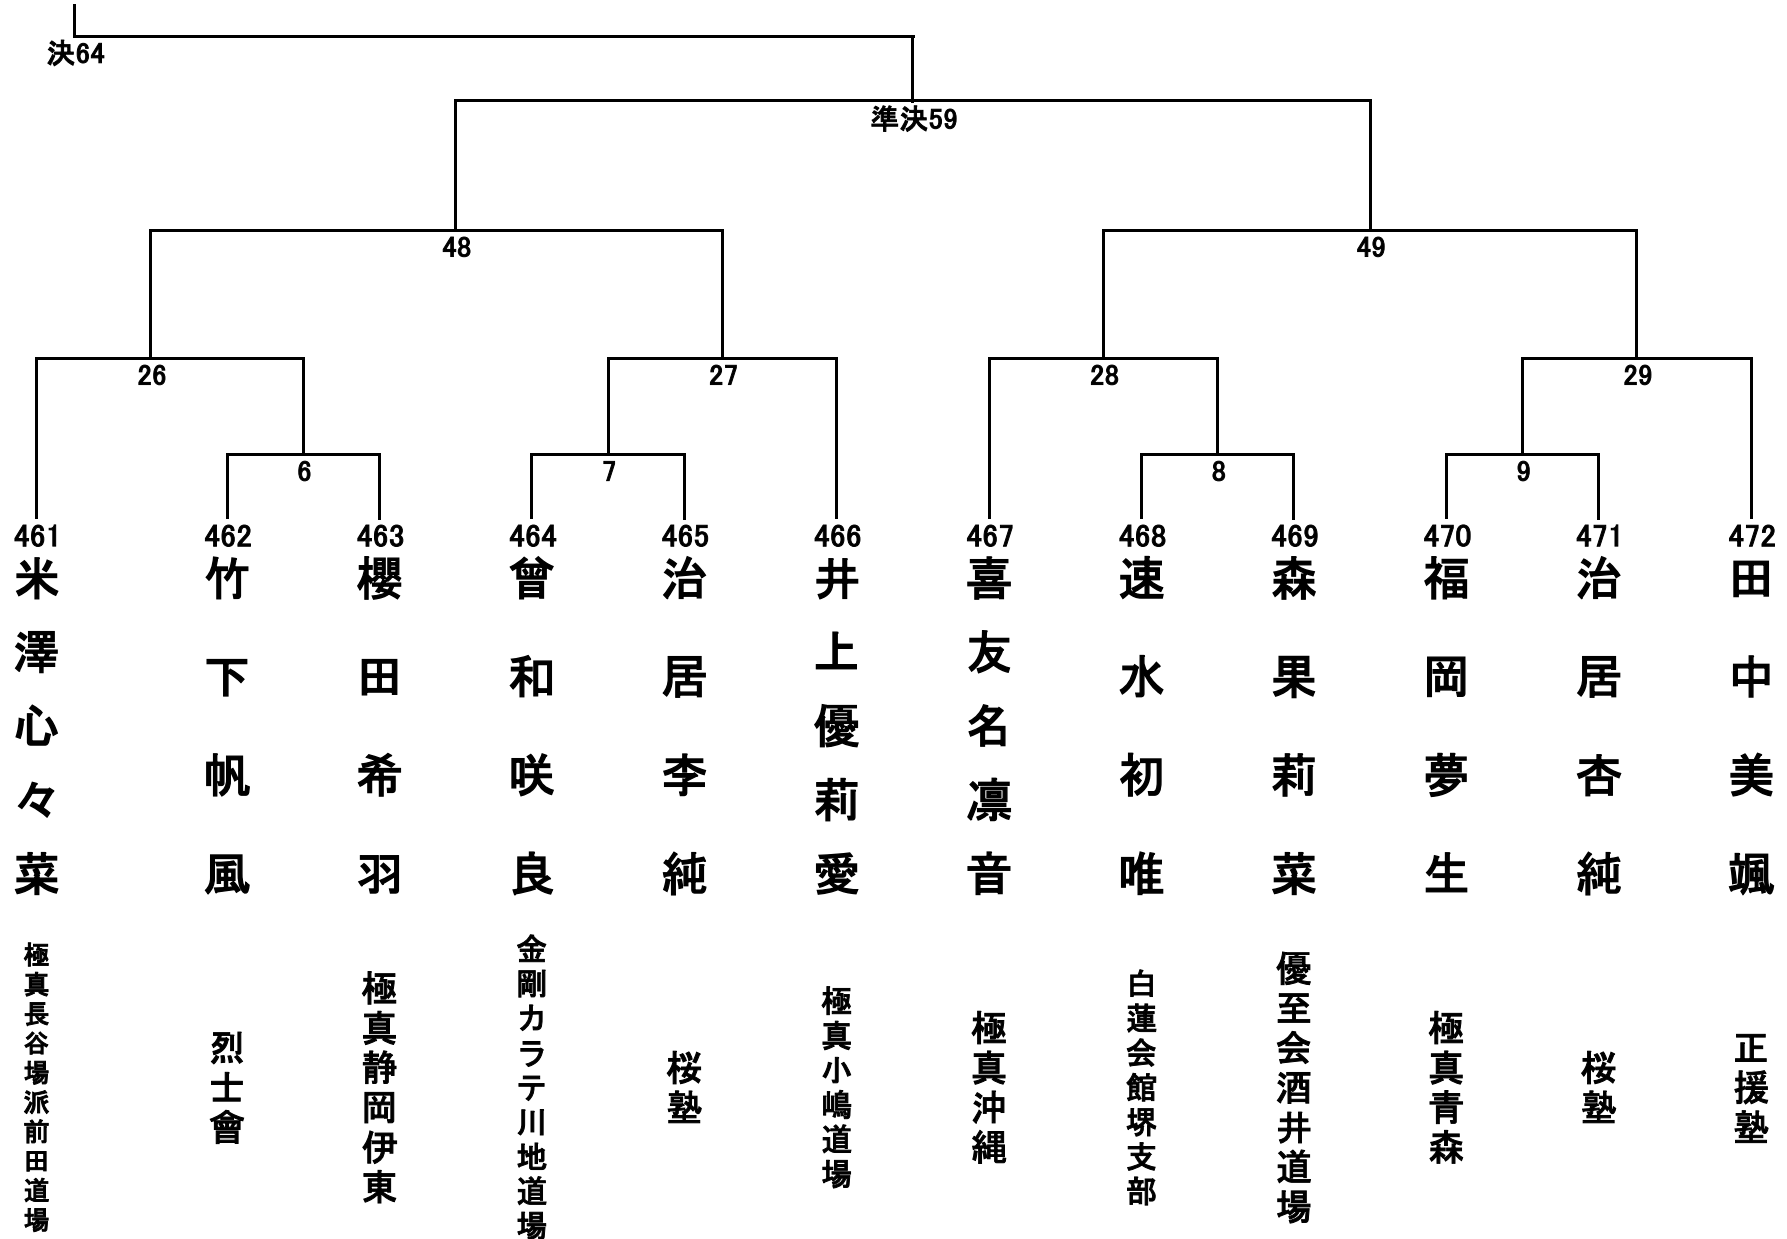 決64
準決59
48
49
26
27
28
29
6
7
8
9
461
462
463
464
465
466
467
468
469
470
471
472
米澤心々菜
竹下帆風
櫻田希羽
曾和咲良
治居李純
井上優莉愛
喜友名凛音
速水初唯
森果莉菜
福岡夢生
治居杏純
田中美颯
極真長谷場派前田道場
烈士會
極真静岡伊東
金剛カラテ川地道場
桜塾
極真小嶋道場
極真沖縄
白蓮会館堺支部
優至会酒井道場
極真青森
桜塾
正援塾